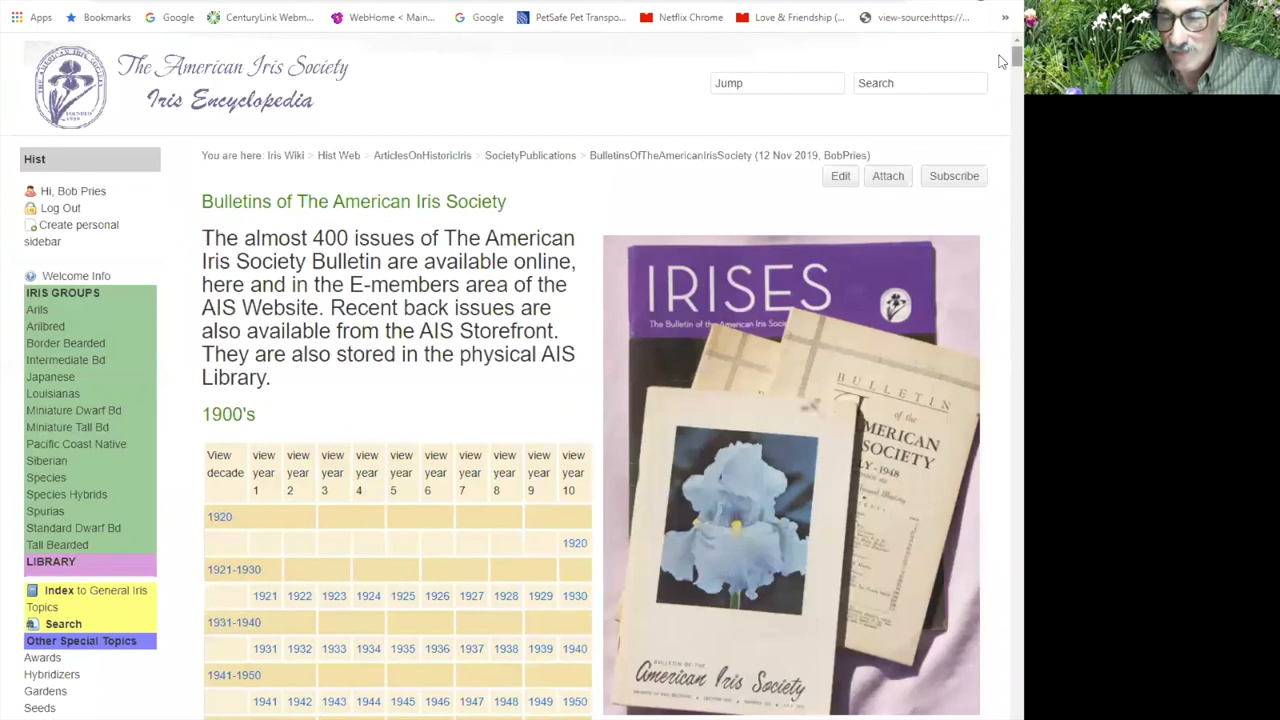 Apps
Bookmarks
Google
CenturyLink Webm...
WebHome < Main...
Google
PetSafe Pet Transpo...
Netflix Chrome
Love & Friendship (...
view-source:https://...
»
The American Iris Society
Iris Encyclopedia
Jump
Search
Hist
Hi, Bob Pries
Log Out
Create personal
sidebar
Welcome Info
IRIS GROUPS
Arils
Arilbred
Border Bearded
Intermediate Bd
Japanese
Louisianas
Miniature Dwarf Bd
Miniature Tall Bd
Pacific Coast Native
Siberian
Species
Species Hybrids
Spurias
Standard Dwarf Bd
Tall Bearded
LIBRARY
Index to General Iris
Topics
Search
Other Special Topics
Awards
Hybridizers
Gardens
Seeds
You are here: Iris Wiki > Hist Web > ArticlesOnHistoricIris > SocietyPublications > BulletinsOfTheAmericanIrisSociety (12 Nov 2019, BobPries)
Edit
Attach
Subscribe
Bulletins of The American Iris Society
The almost 400 issues of The American
Iris Society Bulletin are available online,
here and in the E-members area of the
AIS Website. Recent back issues are
also available from the AIS Storefront.
They are also stored in the physical AIS
Library.
1900's
View decade view year 1 view year 2 view year 3 view year 4 view year 5 view year 6 view year 7 view year 8 view year 9 view year 10
1920
1920
1921-1930
1921 1922 1923 1924 1925 1926 1927 1928 1929 1930
1931-1940
1931 1932 1933 1934 1935 1936 1937 1938 1939 1940
1941-1950
1941 1942 1943 1944 1945 1946 1947 1948 1949 1950
IRISES
The Bulletin of the American Iris Soci
BULLETIN
of the
MERICAN
SOCIETY
LY - 1948
BULLETIN OF THE
American Iris Society